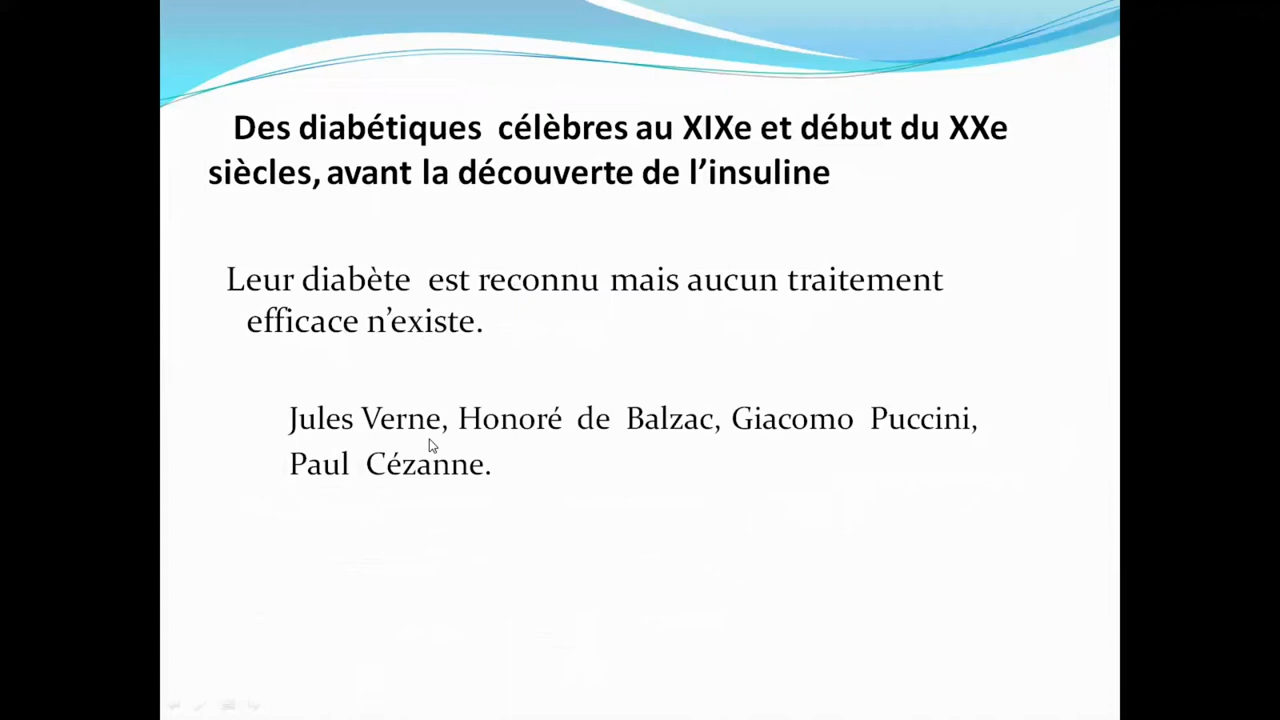 Des diabétiques célèbres au XIXe et début du XXe
siècles, avant la découverte de l’insuline
Leur diabète est reconnu mais aucun traitement
efficace n’existe.
Jules Verne, Honoré de Balzac, Giacomo Puccini,
Paul Cézanne.